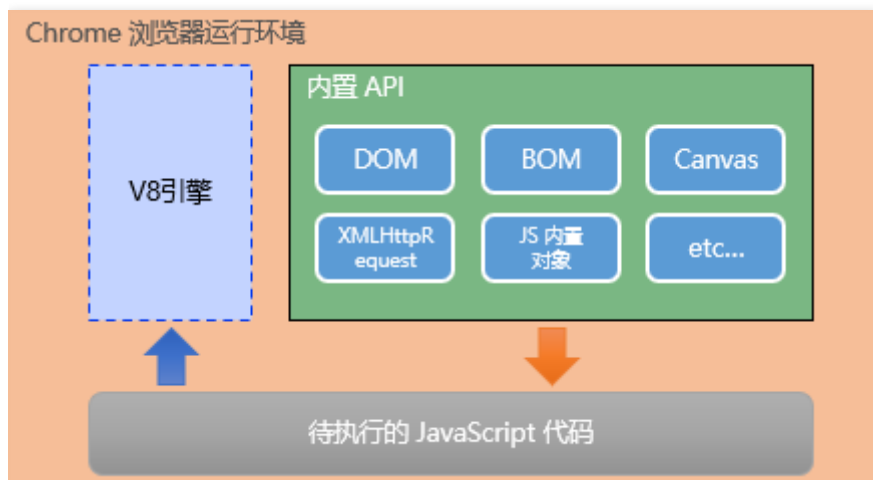 Chrome 浏览器运行环境
V8引擎
内置 API
DOM
BOM
Canvas
XMLHttpR
equest
JS 内置
对象
etc...
待执行的 JavaScript 代码